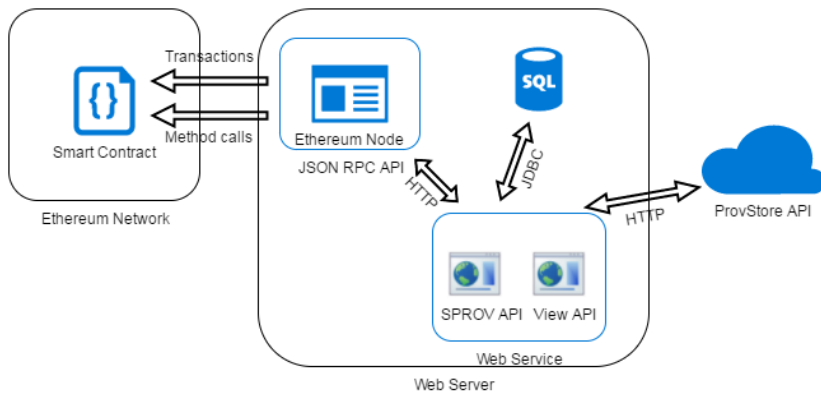 Transactions
Method calls
Smart Contract
Ethereum Network
Ethereum Node
JSON RPC API
SQL
HTTP
JDBC
HTTP
ProvStore API
SPROV API
View API
Web Service
Web Server